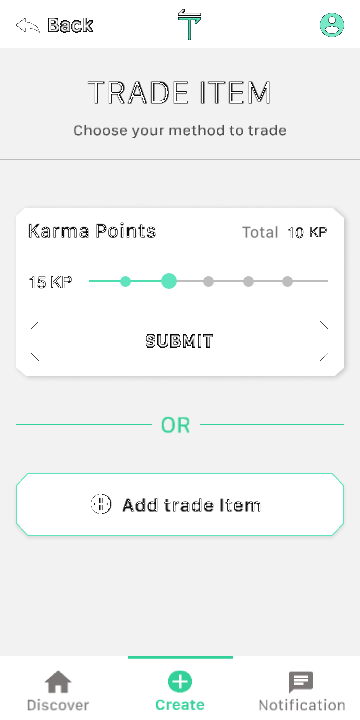 Back
TRADE ITEM
Choose your method to trade
Karma Points
Total 10 KP
15 KP
SUBMIT
OR
Add trade Item
Discover
Create
Notification